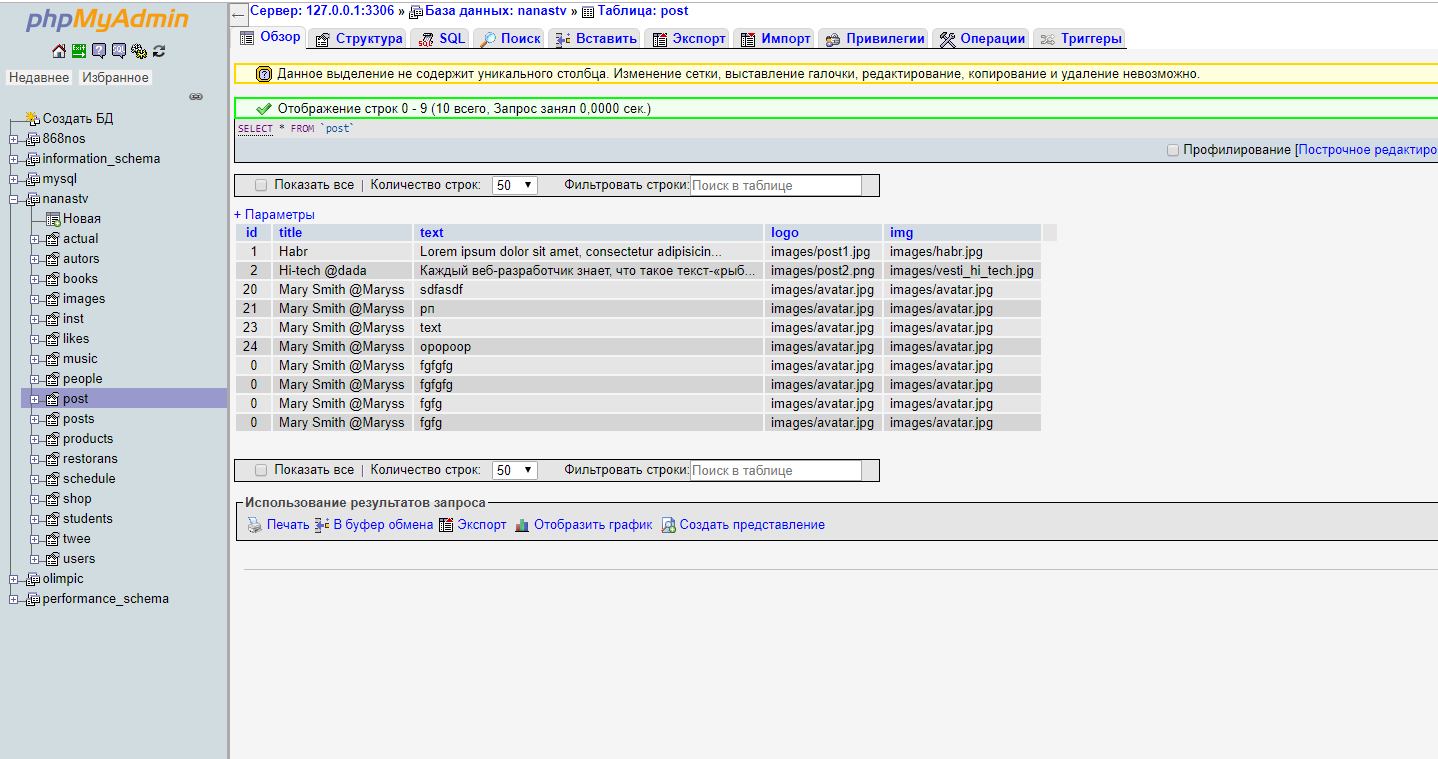 phpMyAdmin
Недавнее Избранное
Создать БД
868nos
information_schema
mysql
nanastv
Новая
actual
autors
books
images
inst
likes
music
people
post
posts
products
restorans
schedule
shop
students
twee
users
olimpic
performance_schema
← Сервер: 127.0.0.1:3306 » База данных: nanastv » Таблица: post
Обзор Структура SQL Поиск Вставить Экспорт Импорт Привилегии Операции Триггеры
Данное выделение не содержит уникального столбца. Изменение сетки, выставление галочки, редактирование, копирование и удаление невозможно.
Отображение строк 0 - 9 (10 всего, Запрос занял 0,0000 сек.)
SELECT * FROM `post`
Профилирование [Построчное редактиро
Показать все | Количество строк: 50 Фильтровать строки: Поиск в таблице
+ Параметры
id title text logo img
1 Habr Lorem ipsum dolor sit amet, consectetur adipisicin... images/post1.jpg images/habr.jpg
2 Hi-tech @dada Каждый веб-разработчик знает, что такое текст-«рыб... images/post2.png images/vesti_hi_tech.jpg
20 Mary Smith @Maryss sdfasdf images/avatar.jpg images/avatar.jpg
21 Mary Smith @Maryss рп images/avatar.jpg images/avatar.jpg
23 Mary Smith @Maryss text images/avatar.jpg images/avatar.jpg
24 Mary Smith @Maryss opopoop images/avatar.jpg images/avatar.jpg
0 Mary Smith @Maryss fgfgfg images/avatar.jpg images/avatar.jpg
0 Mary Smith @Maryss fgfgfg images/avatar.jpg images/avatar.jpg
0 Mary Smith @Maryss fgfg images/avatar.jpg images/avatar.jpg
0 Mary Smith @Maryss fgfg images/avatar.jpg images/avatar.jpg
Показать все | Количество строк: 50 Фильтровать строки: Поиск в таблице
Использование результатов запроса
Печать В буфер обмена Экспорт Отобразить график Создать представление